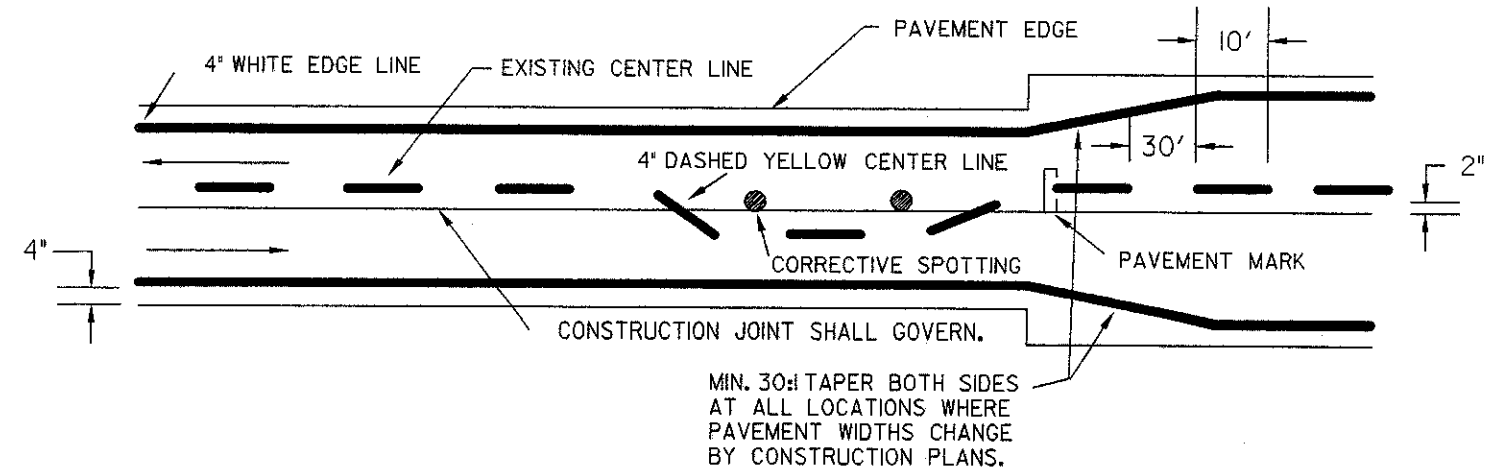 PAVEMENT EDGE
10'
4" WHITE EDGE LINE
EXISTING CENTER LINE
4" DASHED YELLOW CENTER LINE
30'
2"
4"
CORRECTIVE SPOTTING
PAVEMENT MARK
CONSTRUCTION JOINT SHALL GOVERN.
MIN. 30:1 TAPER BOTH SIDES
AT ALL LOCATIONS WHERE
PAVEMENT WIDTHS CHANGE
BY CONSTRUCTION PLANS.